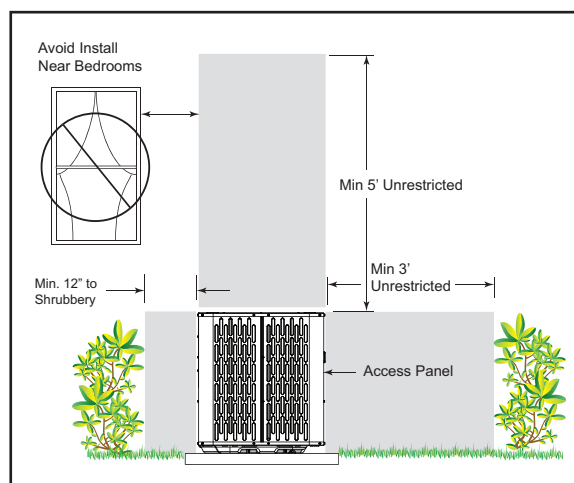 Avoid Install
Near Bedrooms
Min 5’ Unrestricted
Min. 12” to
Shrubbery
Min 3’
Unrestricted
Access Panel